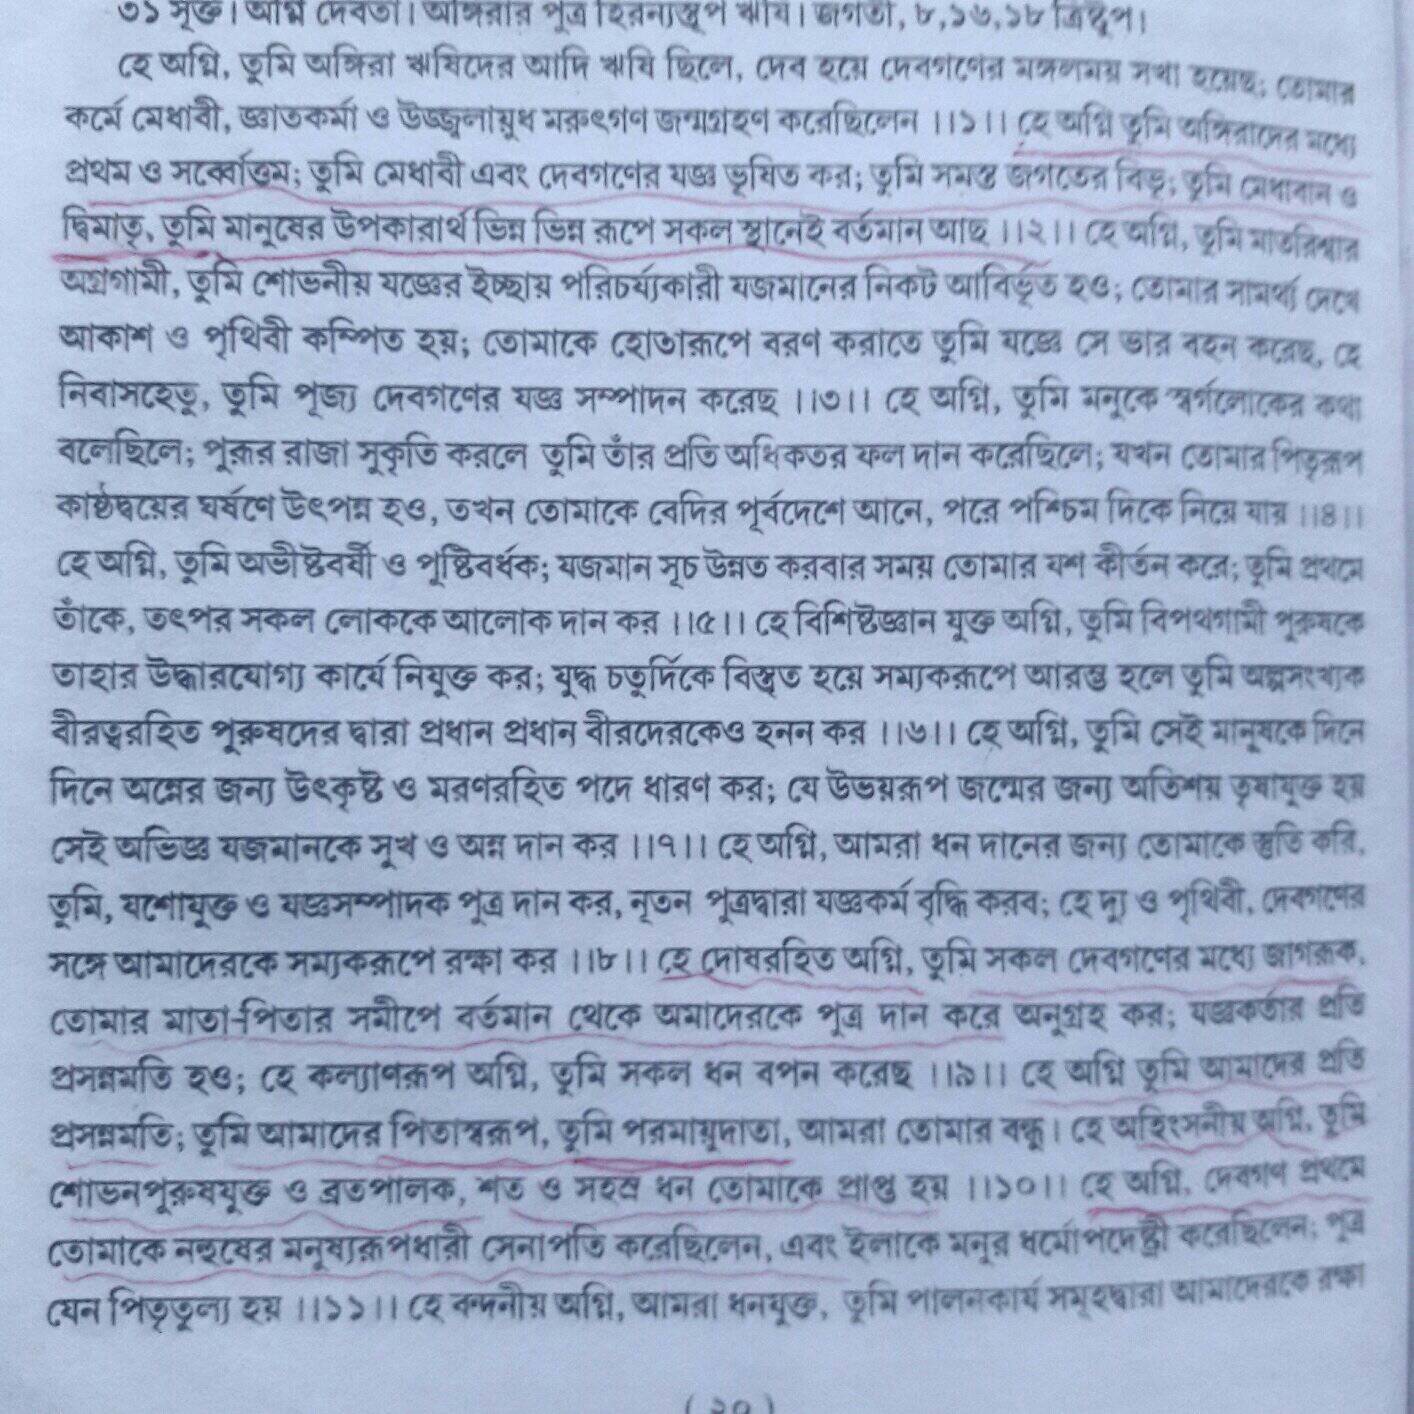 ৩১ সূক্ত। অগ্নি দেবতা। অঙ্গিরার পুত্র হিরন্যস্তূপ ঋষি। জগতী, ৮,১৬,১৮ ত্রিষ্টুপ।
হে অগ্নি, তুমি অঙ্গিরা ঋষিদের আদি ঋষি ছিলে, দেব হয়ে দেবগণের মঙ্গলময় সখা হয়েছ; তোমার
কর্মে মেধাবী, জ্ঞাতকর্মা ও উজ্জ্বলায়ুধ মরুৎগণ জন্মগ্রহণ করেছিলেন ।।১।। হে অগ্নি তুমি অঙ্গিরাদের মধ্যে
প্রথম ও সর্ব্বোত্তম; তুমি মেধাবী এবং দেবগণের যজ্ঞ ভূষিত কর; তুমি সমস্ত জগতের বিভু; তুমি মেধাবান ও
দ্বিমাতৃ, তুমি মানুষের উপকারার্থ ভিন্ন ভিন্ন রূপে সকল স্থানেই বর্তমান আছ ।।২।। হে অগ্নি, তুমি মাতরিশ্বার
অগ্রগামী, তুমি শোভনীয় যজ্ঞের ইচ্ছায় পরিচর্য্যকারী যজমানের নিকট আবির্ভূত হও; তোমার সামর্থ্য দেখে
আকাশ ও পৃথিবী কম্পিত হয়; তোমাকে হোতারূপে বরণ করাতে তুমি যজ্ঞে সে ভার বহন করেছ, হে
নিবাসহেতু, তুমি পূজ্য দেবগণের যজ্ঞ সম্পাদন করেছ ।।৩।। হে অগ্নি, তুমি মনুকে স্বর্গলোকের কথা
বলেছিলে; পুরূর রাজা সুকৃতি করলে তুমি তাঁর প্রতি অধিকতর ফল দান করেছিলে; যখন তোমার পিতৃরূপ
কাষ্ঠদ্বয়ের ঘর্ষণে উৎপন্ন হও, তখন তোমাকে বেদির পূর্বদেশে আনে, পরে পশ্চিম দিকে নিয়ে যায় ।।৪।।
হে অগ্নি, তুমি অভীষ্টবর্ষী ও পুষ্টিবর্ধক; যজমান সূচ উন্নত করবার সময় তোমার যশ কীর্তন করে; তুমি প্রথমে
তাঁকে, তৎপর সকল লোককে আলোক দান কর ।।৫।। হে বিশিষ্টজ্ঞান যুক্ত অগ্নি, তুমি বিপথগামী পুরুষকে
তাহার উদ্ধারযোগ্য কার্যে নিযুক্ত কর; যুদ্ধ চতুর্দিকে বিস্তৃত হয়ে সম্যকরূপে আরম্ভ হলে তুমি অল্পসংখ্যক
বীরত্বরহিত পুরুষদের দ্বারা প্রধান প্রধান বীরদেরকেও হনন কর ।।৬।। হে অগ্নি, তুমি সেই মানুষকে দিনে
দিনে অন্নের জন্য উৎকৃষ্ট ও মরণরহিত পদে ধারণ কর; যে উভয়রূপ জন্মের জন্য অতিশয় তৃষাযুক্ত হয়
সেই অভিজ্ঞ যজমানকে সুখ ও অন্ন দান কর ।।৭।। হে অগ্নি, আমরা ধন দানের জন্য তোমাকে স্তুতি করি,
তুমি, যশোযুক্ত ও যজ্ঞসম্পাদক পুত্র দান কর, নূতন পুত্রদ্বারা যজ্ঞকর্ম বৃদ্ধি করব; হে দ্যু ও পৃথিবী, দেবগণের
সঙ্গে আমাদেরকে সম্যকরূপে রক্ষা কর ।।৮।। হে দোষরহিত অগ্নি, তুমি সকল দেবগণের মধ্যে জাগরূক,
তোমার মাতা-পিতার সমীপে বর্তমান থেকে অমাদেরকে পুত্র দান করে অনুগ্রহ কর; যজ্ঞকর্তার প্রতি
প্রসন্নমতি হও; হে কল্যাণরূপ অগ্নি, তুমি সকল ধন বপন করেছ ।।৯।। হে অগ্নি তুমি আমাদের প্রতি
প্রসন্নমতি; তুমি আমাদের পিতাস্বরূপ, তুমি পরমায়ুদাতা, আমরা তোমার বন্ধু। হে অহিংসনীয় অগ্নি, তুমি
শোভনপুরুষযুক্ত ও ব্রতপালক, শত ও সহস্র ধন তোমাকে প্রাপ্ত হয় ।।১০।। হে অগ্নি, দেবগণ প্রথমে
তোমাকে নহুষের মনুষ্যরূপধারী সেনাপতি করেছিলেন, এবং ইলাকে মনুর ধর্মোপদেষ্ট্রী করেছিলেন; পুত্র
যেন পিতৃতুল্য হয় ।।১১।। হে বন্দনীয় অগ্নি, আমরা ধনযুক্ত, তুমি পালনকার্য সমূহদ্বারা আমাদেরকে রক্ষা